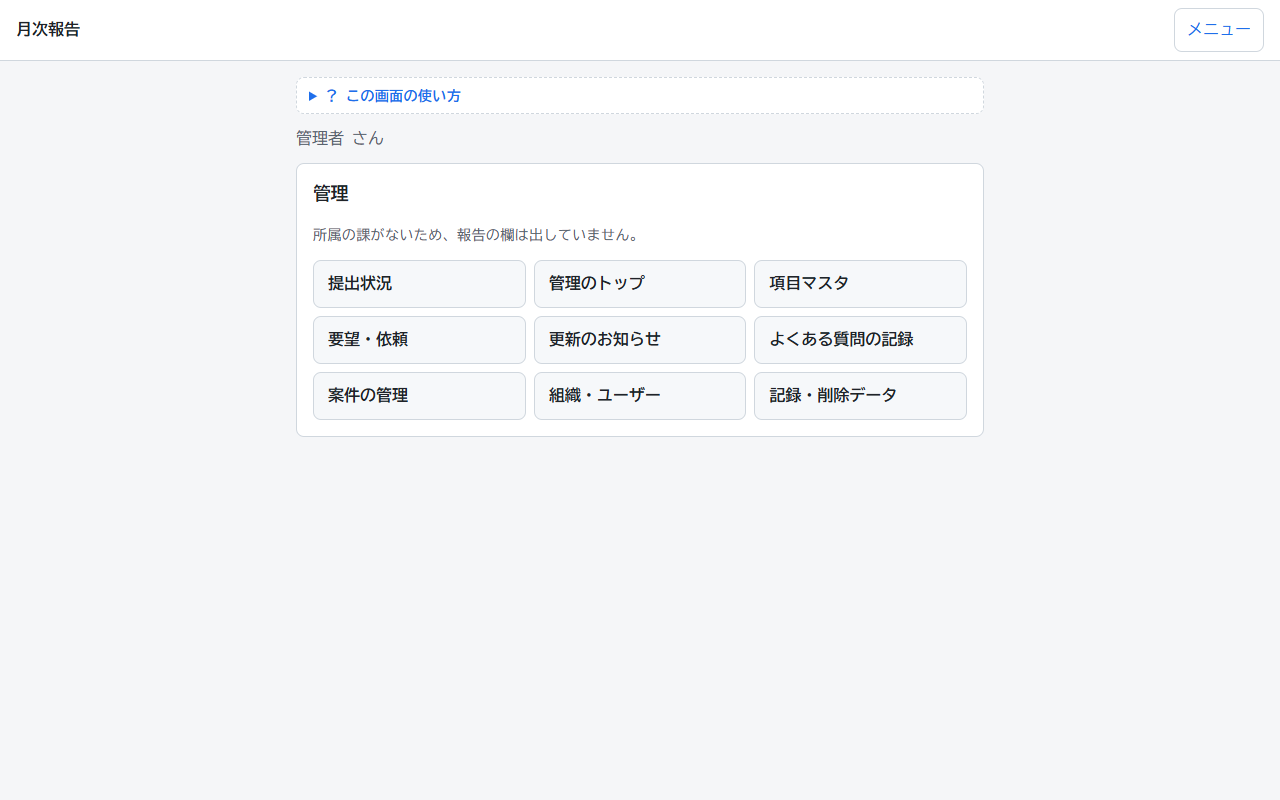 月次報告
メニュー
▶ ? この画面の使い方
管理者 さん
管理
所属の課がないため、報告の欄は出していません。
提出状況
管理のトップ
項目マスタ
要望・依頼
更新のお知らせ
よくある質問の記録
案件の管理
組織・ユーザー
記録・削除データ